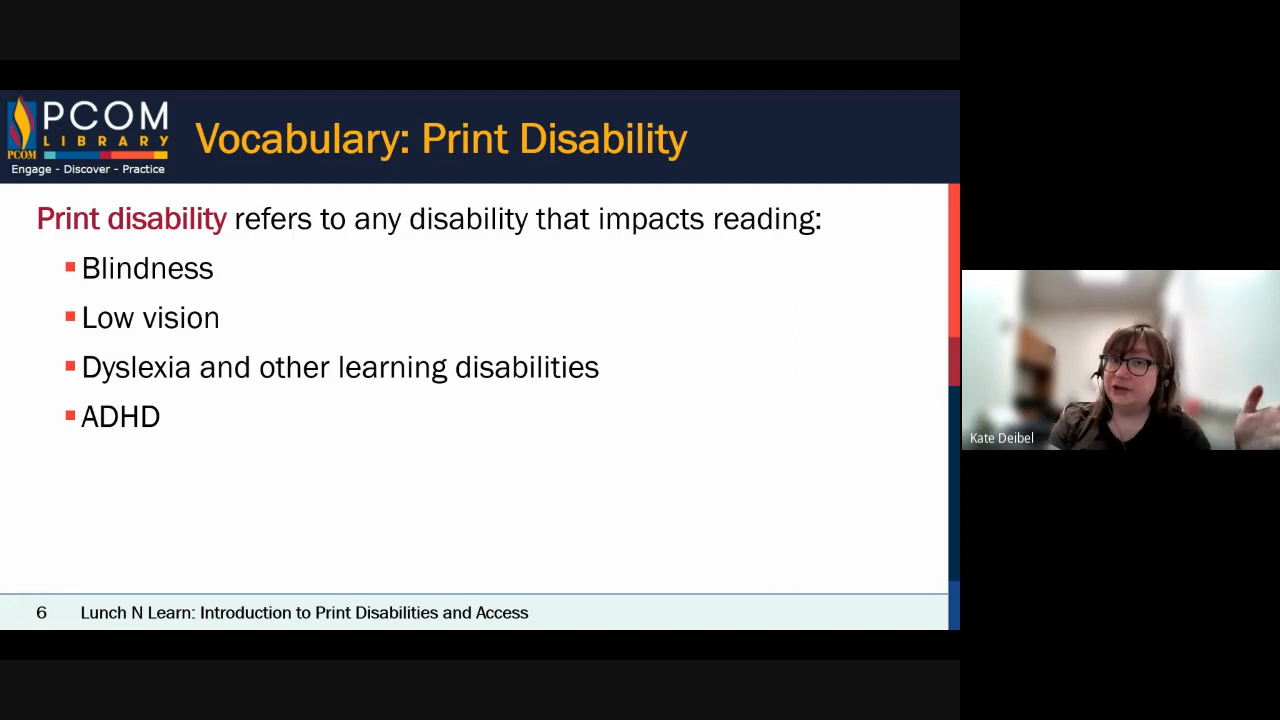 PCOM
LIBRARY
PCOM
Engage - Discover - Practice
Vocabulary: Print Disability
Print disability refers to any disability that impacts reading:
Blindness
Low vision
Dyslexia and other learning disabilities
ADHD
Kate Deibel
6 Lunch N Learn: Introduction to Print Disabilities and Access